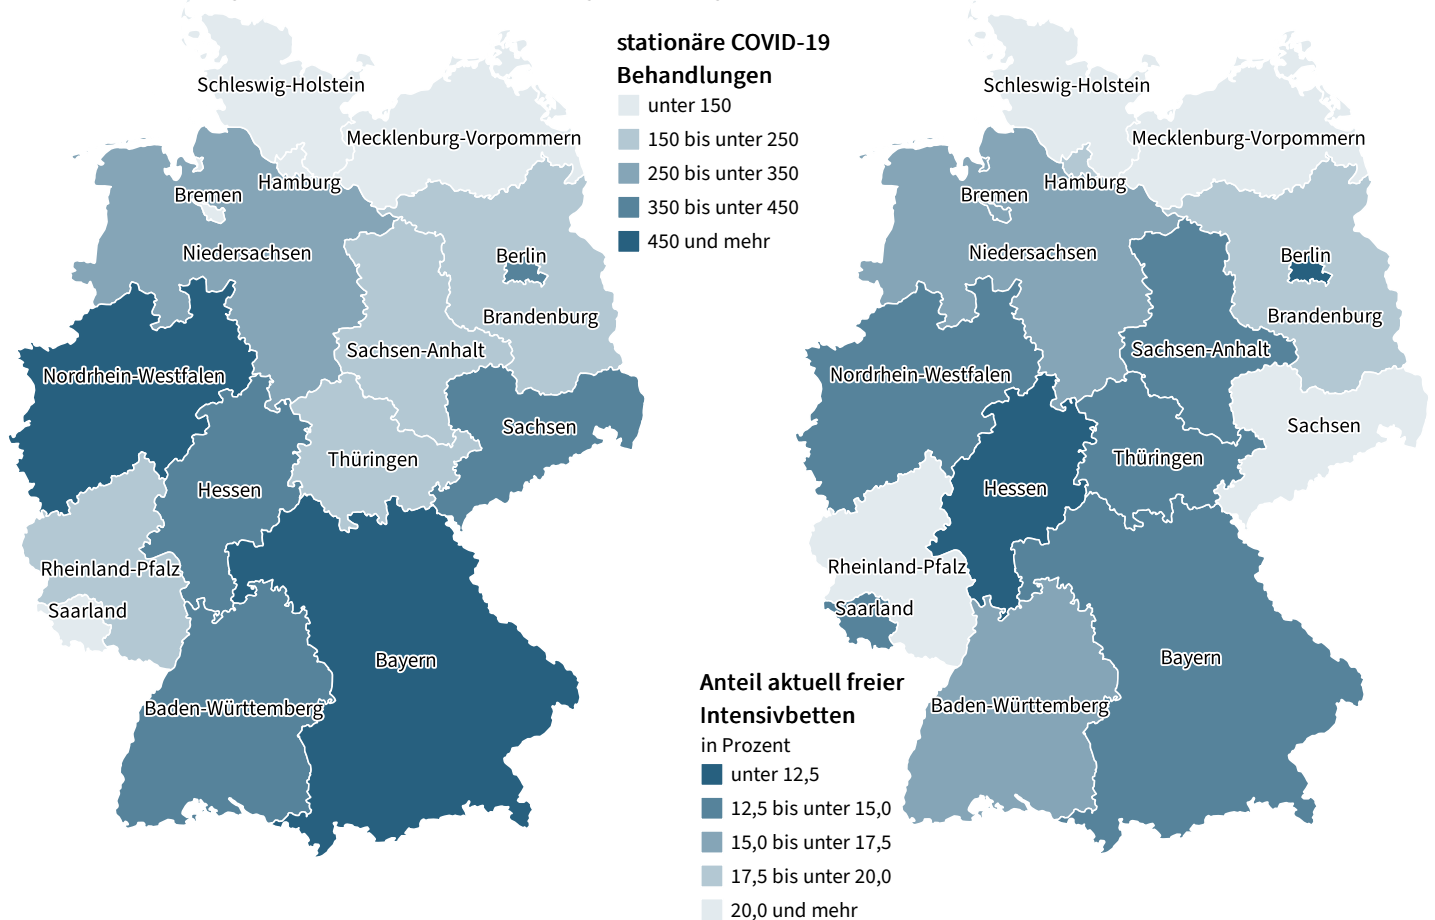 stationäre COVID-19
Behandlungen
unter 150
150 bis unter 250
250 bis unter 350
350 bis unter 450
450 und mehr
Schleswig-Holstein
Mecklenburg-Vorpommern
Hamburg
Bremen
Niedersachsen
Berlin
Brandenburg
Sachsen-Anhalt
Nordrhein-Westfalen
Sachsen
Thüringen
Hessen
Rheinland-Pfalz
Saarland
Bayern
Baden-Württemberg
Schleswig-Holstein
Mecklenburg-Vorpommern
Hamburg
Bremen
Niedersachsen
Berlin
Brandenburg
Sachsen-Anhalt
Nordrhein-Westfalen
Sachsen
Thüringen
Hessen
Rheinland-Pfalz
Saarland
Bayern
Baden-Württemberg
Anteil aktuell freier
Intensivbetten
in Prozent
unter 12,5
12,5 bis unter 15,0
15,0 bis unter 17,5
17,5 bis unter 20,0
20,0 und mehr